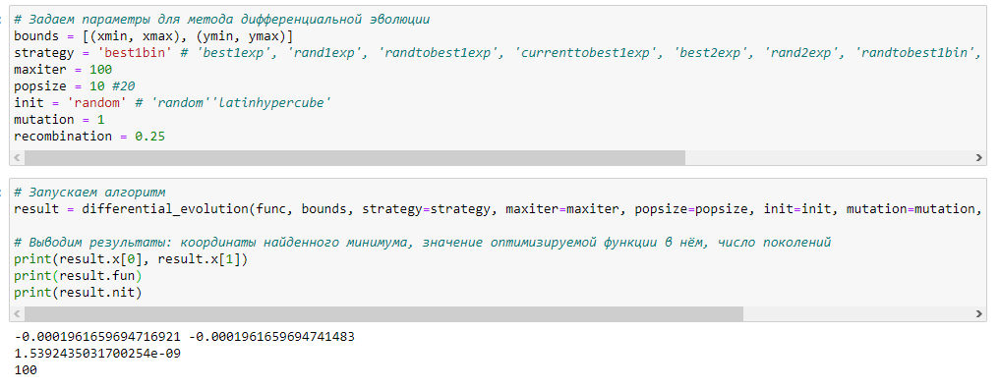 # Задаем параметры для метода дифференциальной эволюции
bounds = [(xmin, xmax), (ymin, ymax)]
strategy = 'best1bin' # 'best1exp', 'rand1exp', 'randtobest1exp', 'currenttobest1exp', 'best2exp', 'rand2exp', 'randtobest1bin',
maxiter = 100
popsize = 10 #20
init = 'random' # 'random''latinhypercube'
mutation = 1
recombination = 0.25
# Запускаем алгоритм
result = differential_evolution(func, bounds, strategy=strategy, maxiter=maxiter, popsize=popsize, init=init, mutation=mutation,
# Выводим результаты: координаты найденного минимума, значение оптимизируемой функции в нём, число поколений
print(result.x[0], result.x[1])
print(result.fun)
print(result.nit)
-0.0001961659694716921 -0.0001961659694741483
1.5392435031700254e-09
100